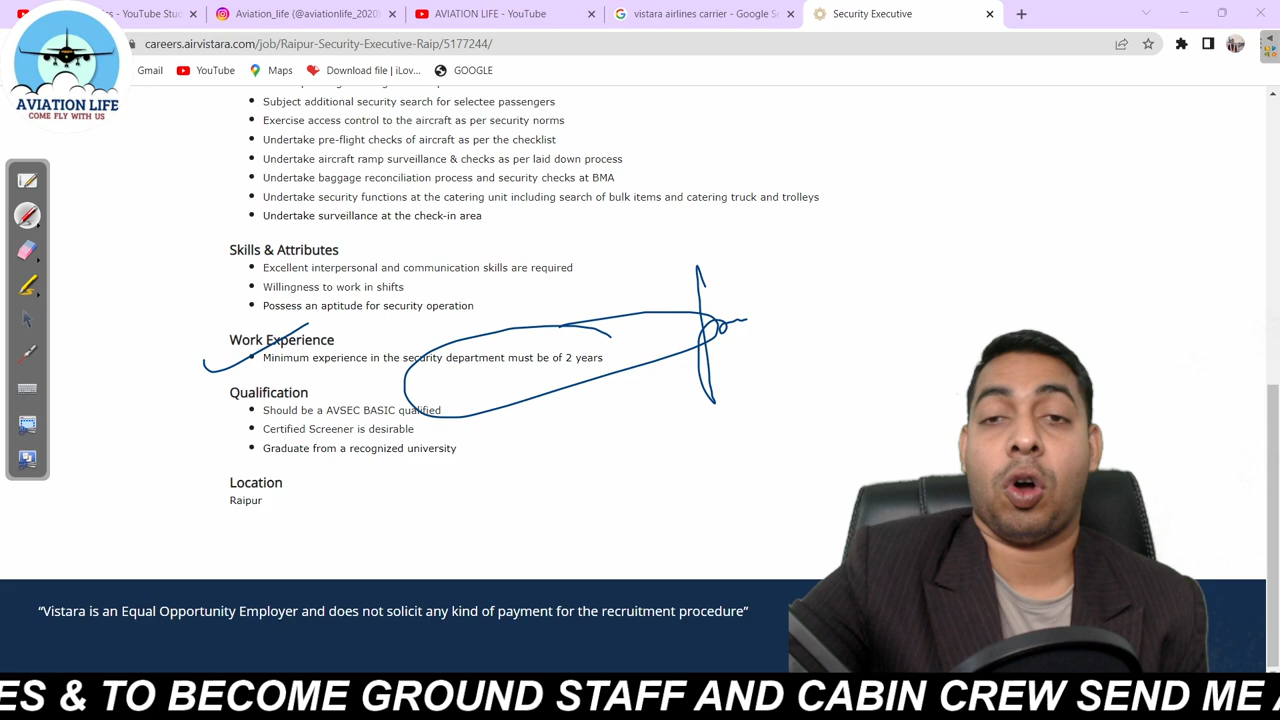 cs - YouTube Stu
Aviation_life (@aviationlife_2020)
AVIATION LIFE - YouTube
vistara airlines carrier - Google S
Security Executive
careers.airvistara.com/job/Raipur-Security-Executive-Raip/5177244/
Gmail
YouTube
Maps
Download file | iLov...
GOOGLE
AVIATION LIFE
COME FLY WITH US
Subject additional security search for selectee passengers
Exercise access control to the aircraft as per security norms
Undertake pre-flight checks of aircraft as per the checklist
Undertake aircraft ramp surveillance & checks as per laid down process
Undertake baggage reconciliation process and security checks at BMA
Undertake security functions at the catering unit including search of bulk items and catering truck and trolleys
Undertake surveillance at the check-in area
Skills & Attributes
Excellent interpersonal and communication skills are required
Willingness to work in shifts
Possess an aptitude for security operation
Work Experience
Minimum experience in the security department must be of 2 years
Qualification
Should be a AVSEC BASIC qualified
Certified Screener is desirable
Graduate from a recognized university
Location
Raipur
“Vistara is an Equal Opportunity Employer and does not solicit any kind of payment for the recruitment procedure”
ES & TO BECOME GROUND STAFF AND CABIN CREW SEND ME